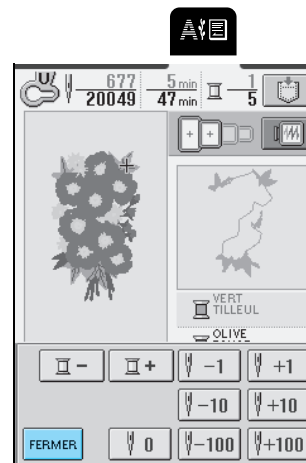 A
U
677 5 min 1
20049 47 min 5
VERT
TILLEUL
OLIVE
− + −1 +1
−10 +10
FERMER 0 −100 +100